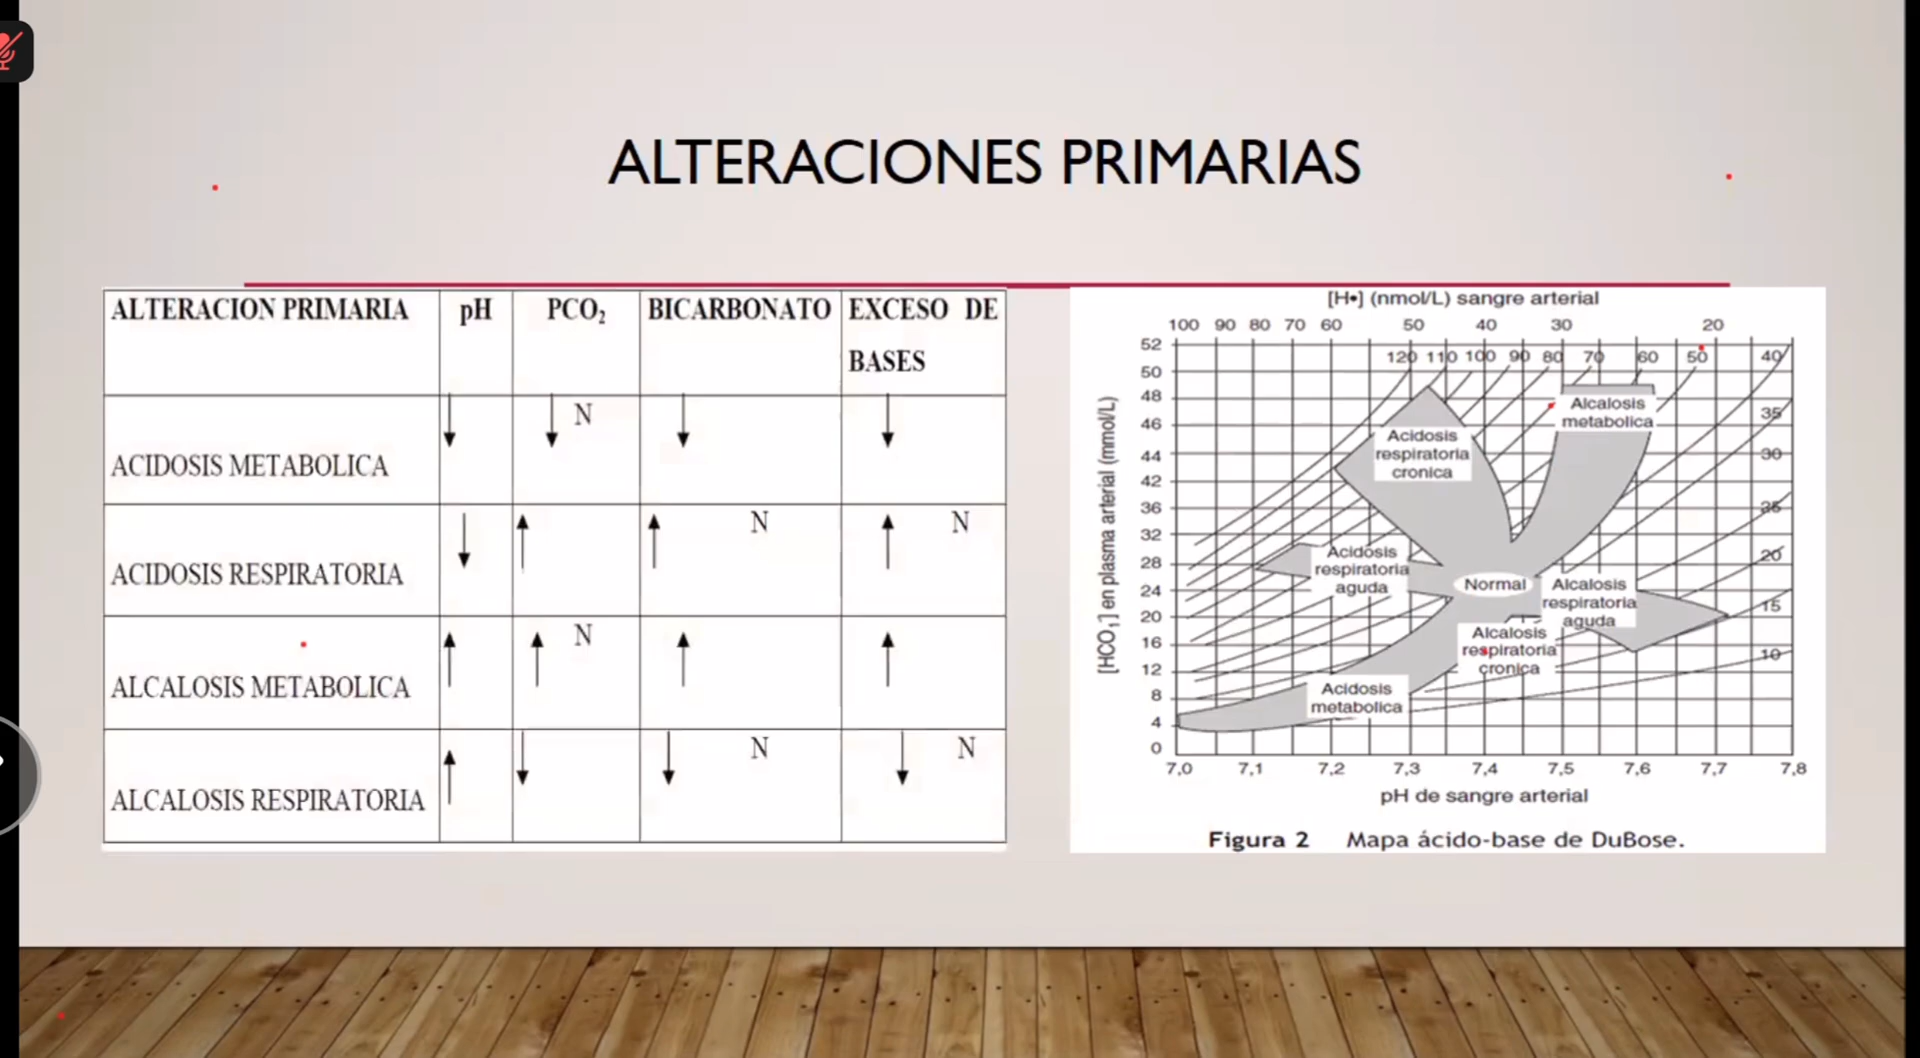 ALTERACIONES PRIMARIAS
ALTERACION PRIMARIA pH PCO₂ BICARBONATO EXCESO DE
BASES
ACIDOSIS METABOLICA ↓ ↓ N ↓ ↓
ACIDOSIS RESPIRATORIA ↓ ↑ ↑ N ↑ N
ALCALOSIS METABOLICA ↑ ↑ N ↑ ↑
ALCALOSIS RESPIRATORIA ↑ ↓ ↓ N ↓ N
[H•] (nmol/L) sangre arterial
100 90 80 70 60 50 40 30 20
120 110 100 90 80 70 60 50 40
35
30
25
20
15
10
[HCO₃] en plasma arterial (mmol/L)
52
50
48
46
44
42
36
32
28
24
20
16
12
8
4
0
Alcalosis
metabolica
Acidosis
respiratoria
cronica
Acidosis
respiratoria
aguda
Normal
Alcalosis
respiratoria
aguda
Alcalosis
respiratoria
cronica
Acidosis
metabolica
7,0 7,1 7,2 7,3 7,4 7,5 7,6 7,7 7,8
pH de sangre arterial
Figura 2 Mapa ácido-base de DuBose.